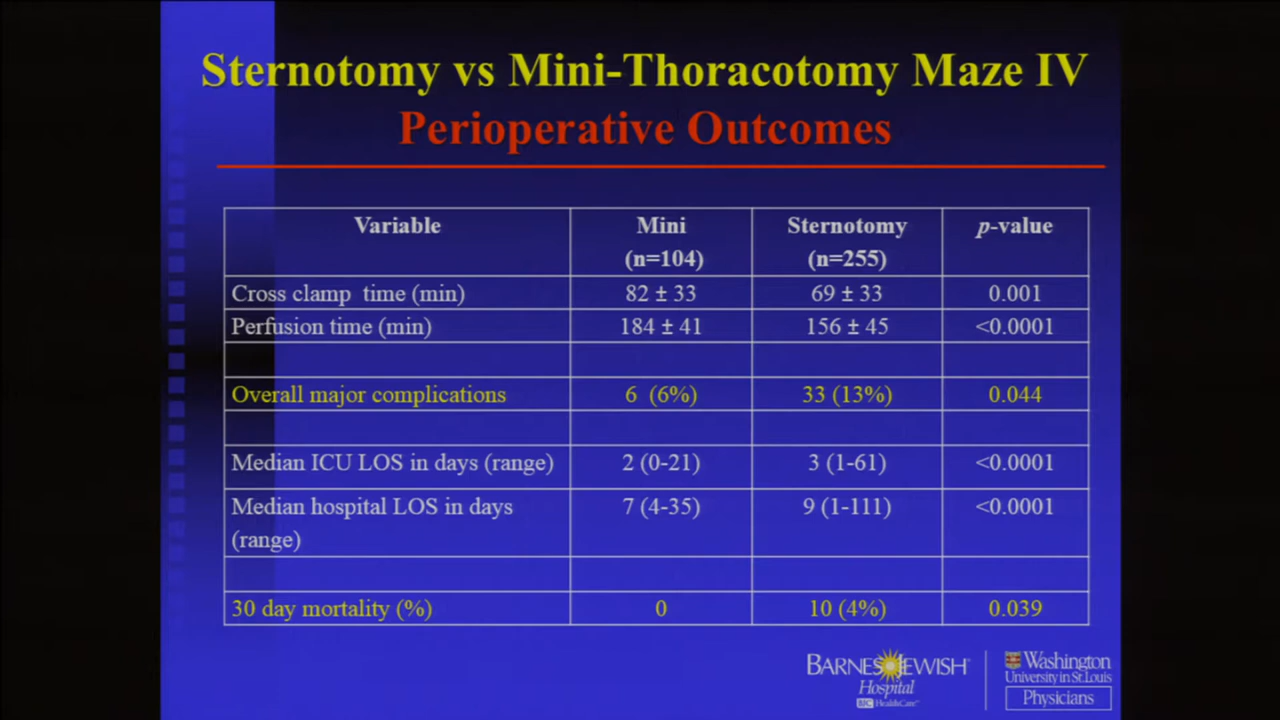 Sternotomy vs Mini-Thoracotomy Maze IV
Perioperative Outcomes
Variable Mini Sternotomy p-value
(n=104) (n=255)
Cross clamp time (min) 82 ± 33 69 ± 33 0.001
Perfusion time (min) 184 ± 41 156 ± 45 <0.0001
Overall major complications 6 (6%) 33 (13%) 0.044
Median ICU LOS in days (range) 2 (0-21) 3 (1-61) <0.0001
Median hospital LOS in days 7 (4-35) 9 (1-111) <0.0001
(range)
30 day mortality (%) 0 10 (4%) 0.039
BARNES JEWISH
Hospital
BJC HealthCare
Washington
University in St. Louis
Physicians